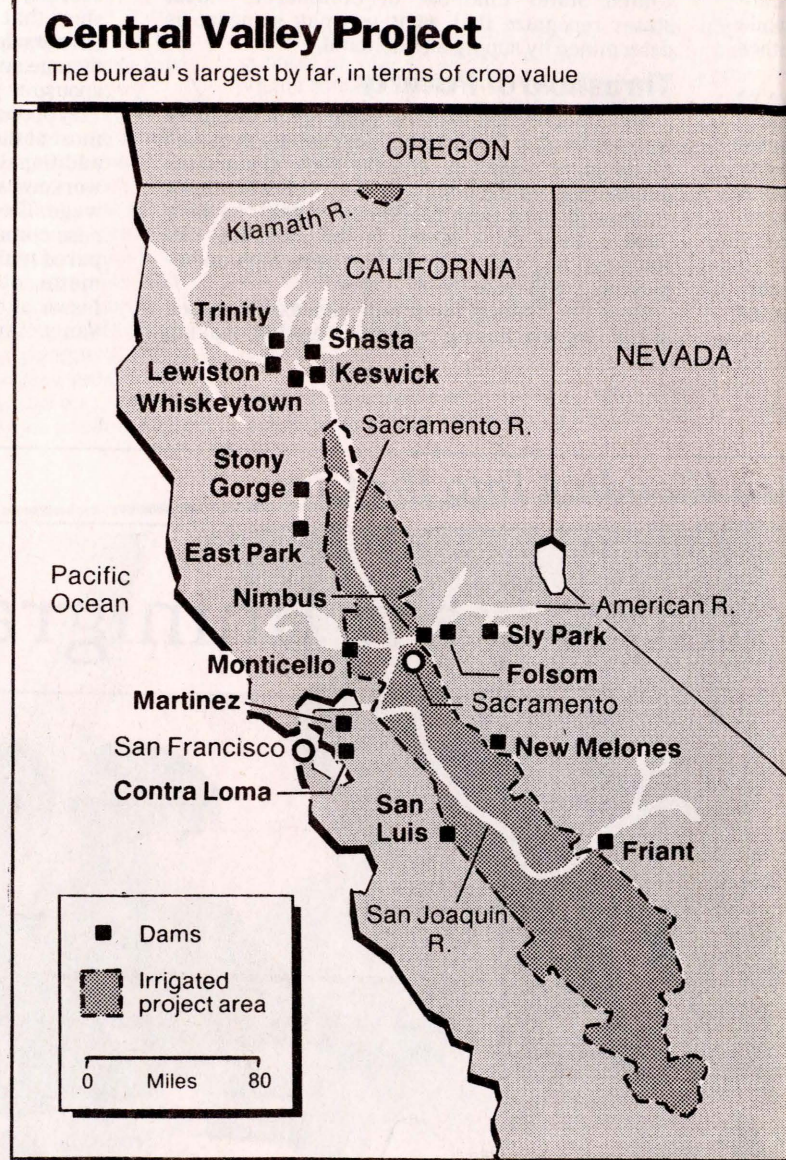 Central Valley Project
The bureau's largest by far, in terms of crop value
OREGON
Klamath R.
CALIFORNIA
NEVADA
Trinity
Shasta
Lewiston
Keswick
Whiskeytown
Sacramento R.
Stony
Gorge
East Park
Pacific
Ocean
Nimbus
American R.
Sly Park
Monticello
Folsom
Sacramento
Martinez
San Francisco
New Melones
Contra Loma
San
Luis
Friant
San Joaquin
R.
Dams
Irrigated
project area
0 Miles 80